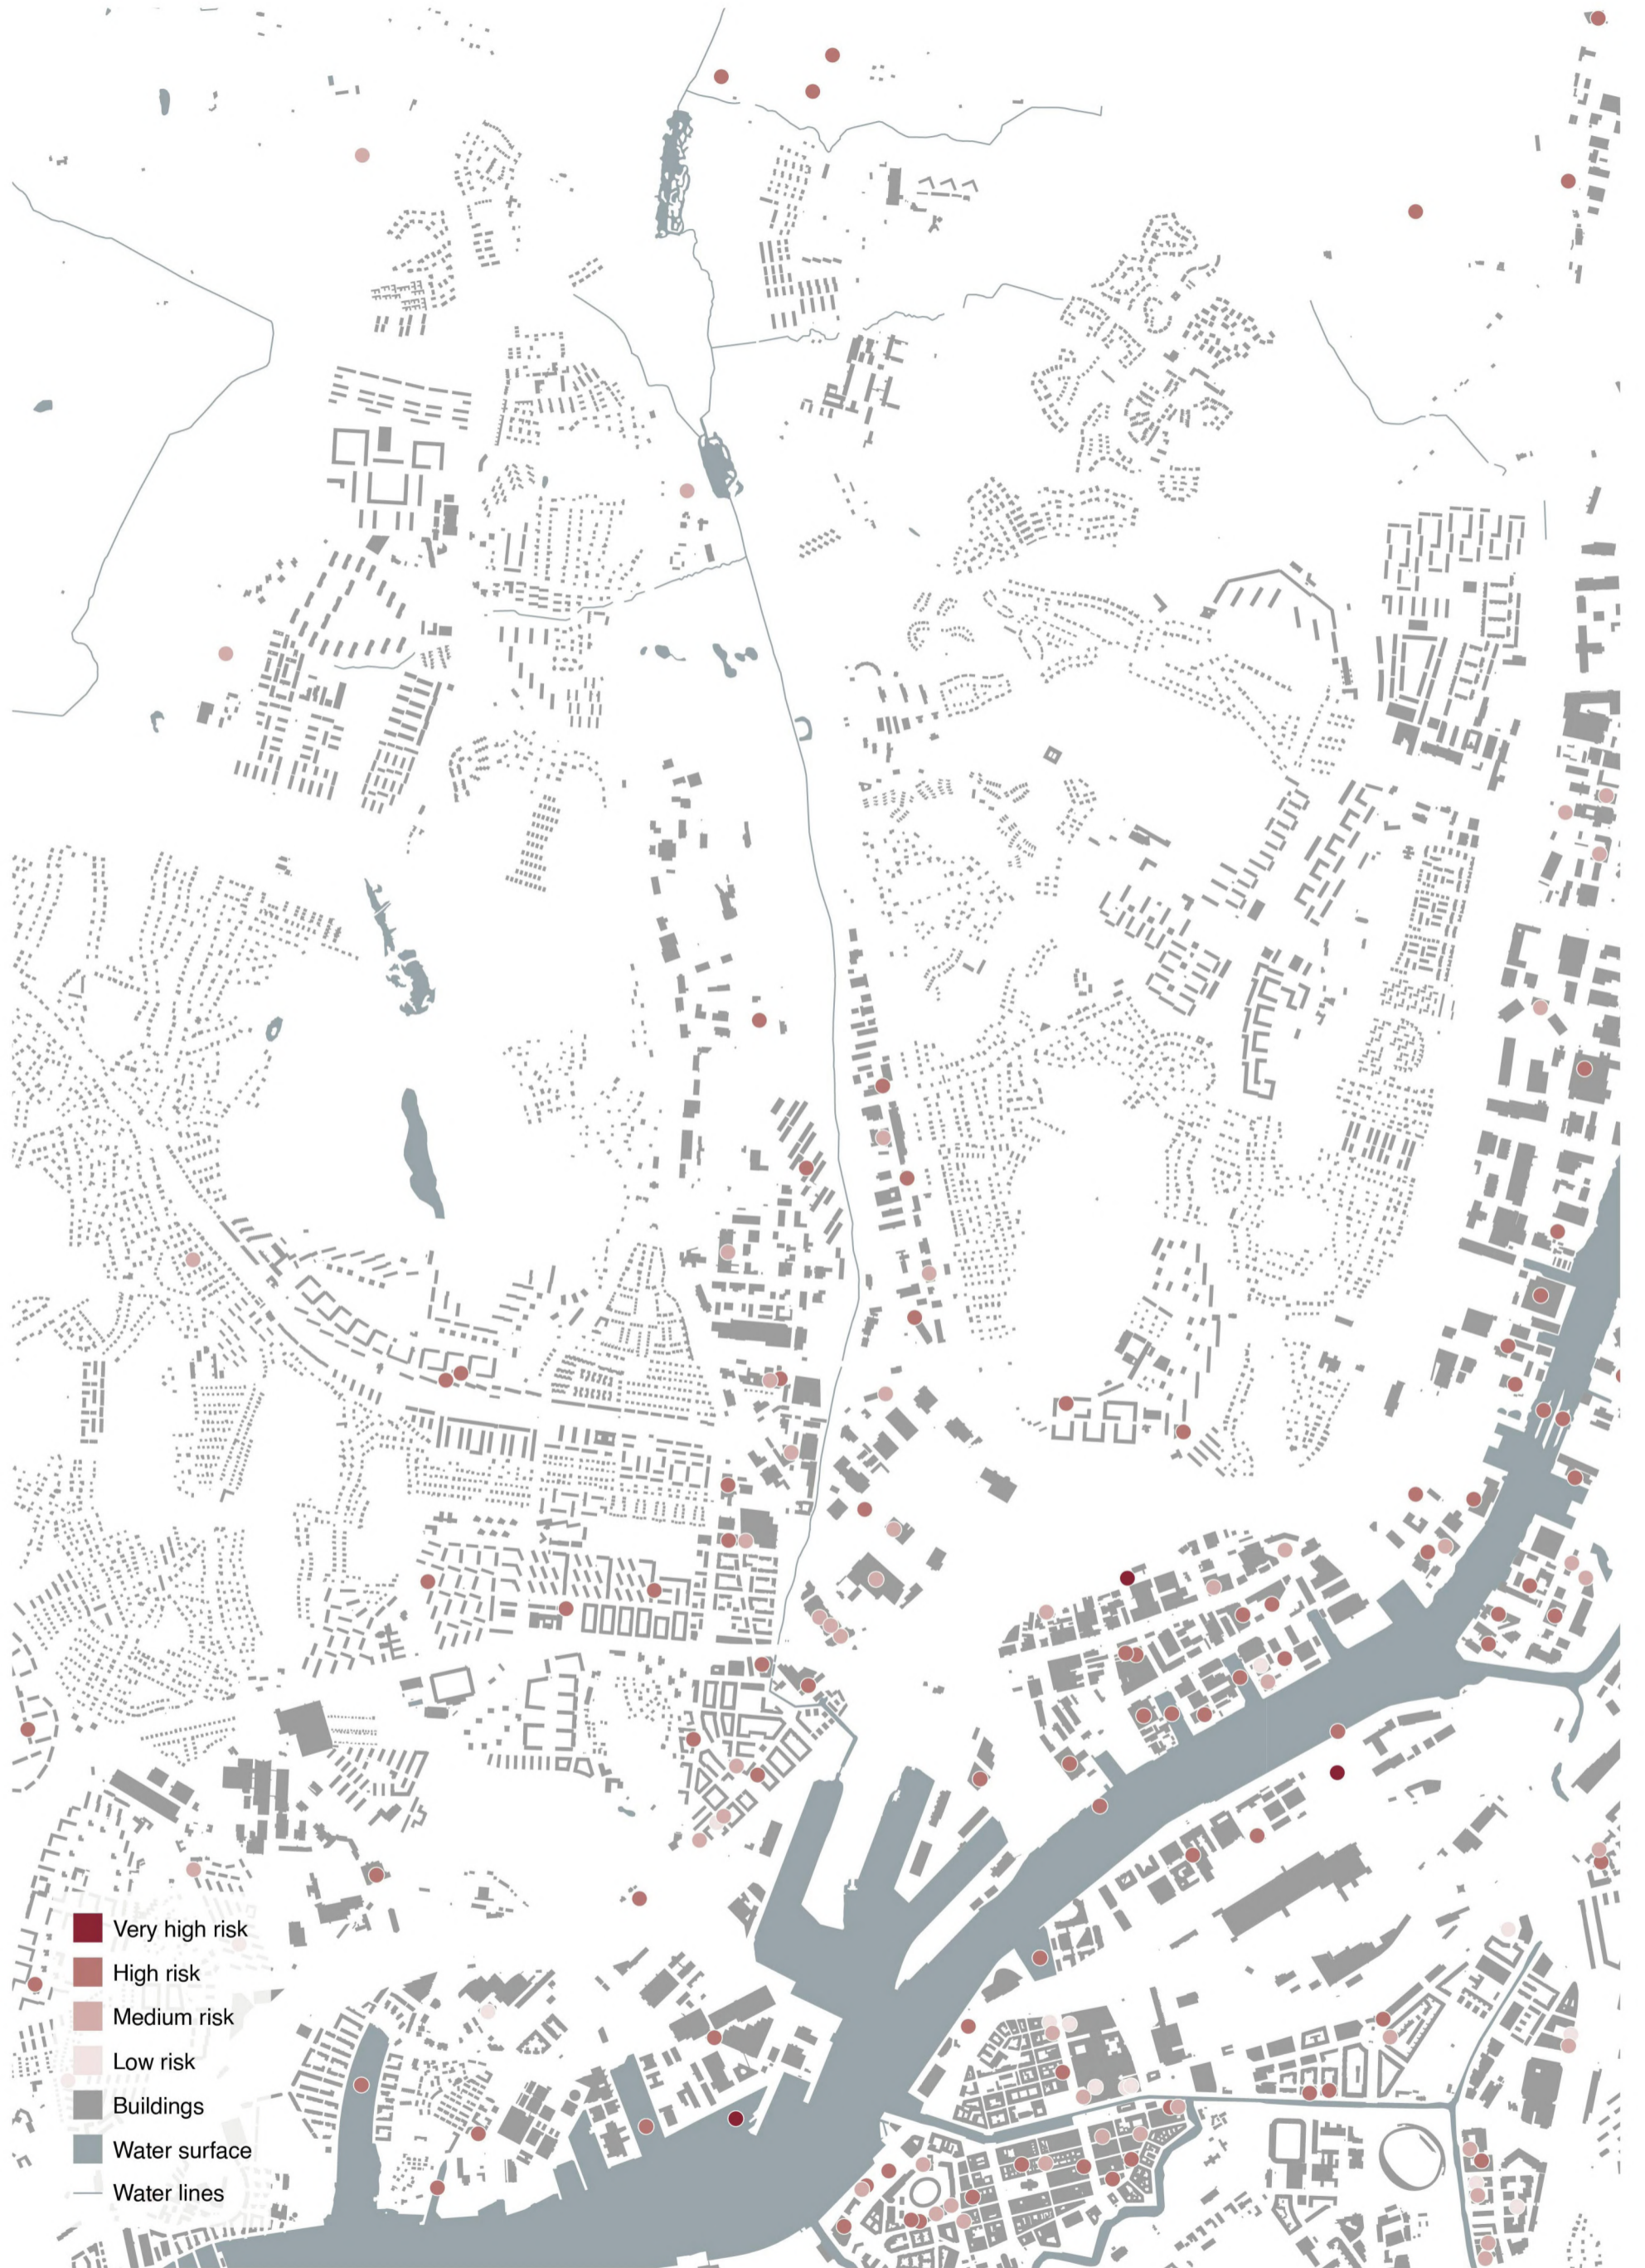 Very high risk
High risk
Medium risk
Low risk
Buildings
Water surface
Water lines